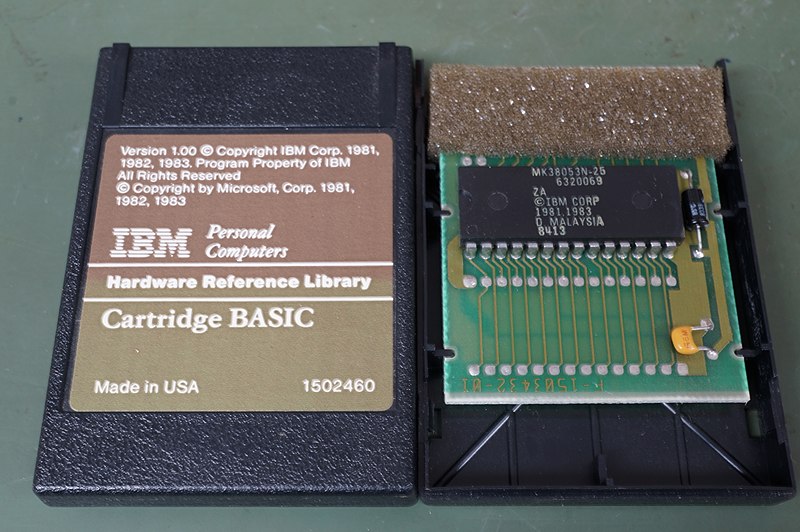 Version 1.00 © Copyright IBM Corp. 1981,
1982, 1983. Program Property of IBM
All Rights Reserved
© Copyright by Microsoft, Corp. 1981,
1982, 1983
IBM Personal
Computers
Hardware Reference Library
Cartridge BASIC
Made in USA 1502460
MK38053N-25
6320069
ZA
©IBM CORP
1981,1983
D MALAYSIA
8413